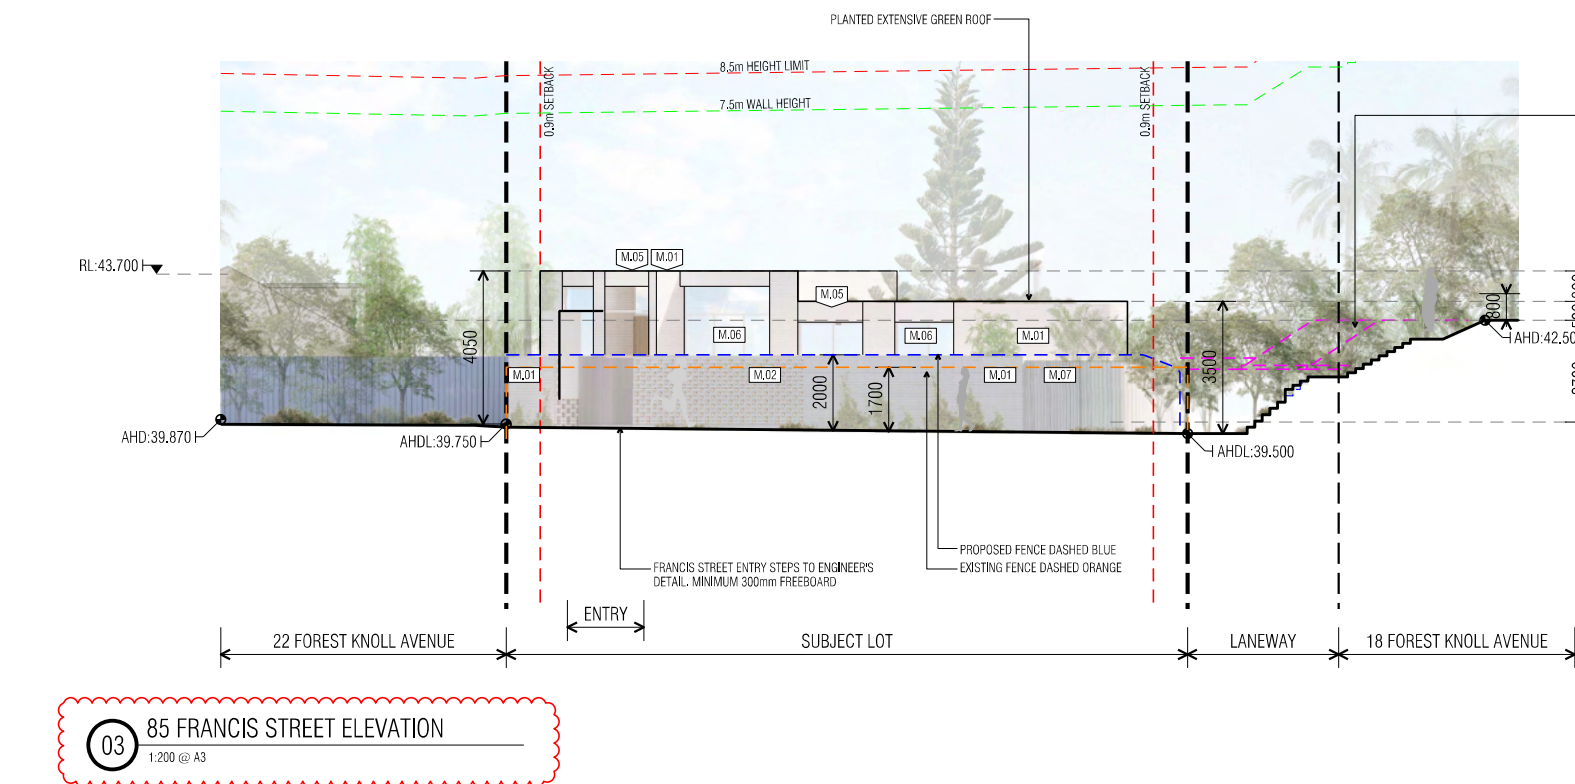 PLANTED EXTENSIVE GREEN ROOF
8.5m HEIGHT LIMIT
7.5m WALL HEIGHT
0.9m SETBACK
0.9m SETBACK
RL:43.700
M.05
M.01
M.05
M.06
M.06
M.01
4050
3500
800
AHD:42.50
M.01
M.02
M.01
M.07
2000
1700
AHD:39.870
AHDL:39.750
AHDL:39.500
PROPOSED FENCE DASHED BLUE
EXISTING FENCE DASHED ORANGE
FRANCIS STREET ENTRY STEPS TO ENGINEER'S
DETAIL. MINIMUM 300mm FREEBOARD
ENTRY
22 FOREST KNOLL AVENUE
SUBJECT LOT
LANEWAY
18 FOREST KNOLL AVENUE
03
85 FRANCIS STREET ELEVATION
1:200 @ A3